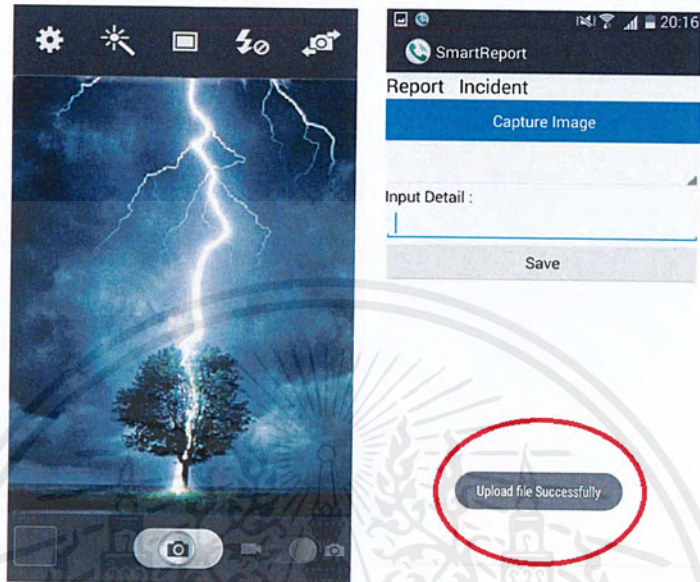 20:16
SmartReport
Report Incident
Capture Image
Input Detail :
Save
Upload file Successfully